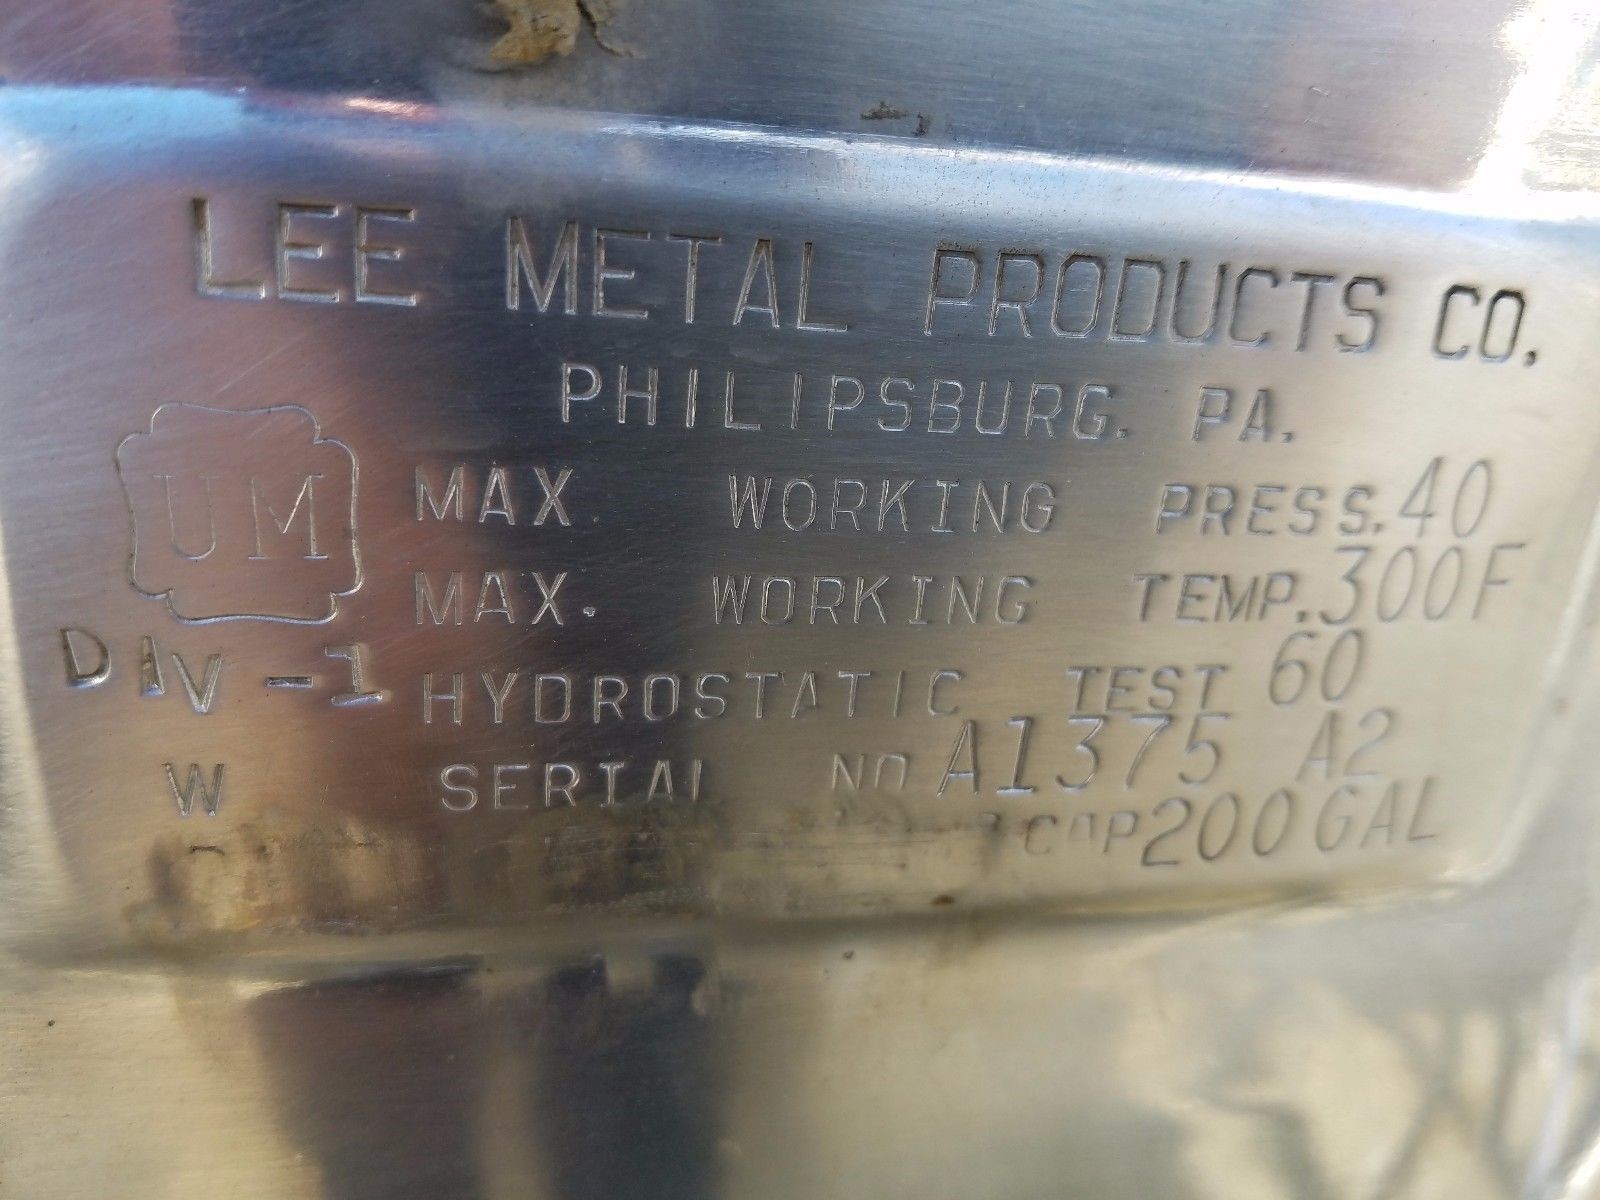 LEE METAL PRODUCTS CO.
PHILIPSBURG. PA.
UM
MAX WORKING PRESS. 40
MAX. WORKING TEMP. 300F
DIV-1
HYDROSTATIC TEST 60
W
SERIAL NO A1375 A2
CAP 200 GAL